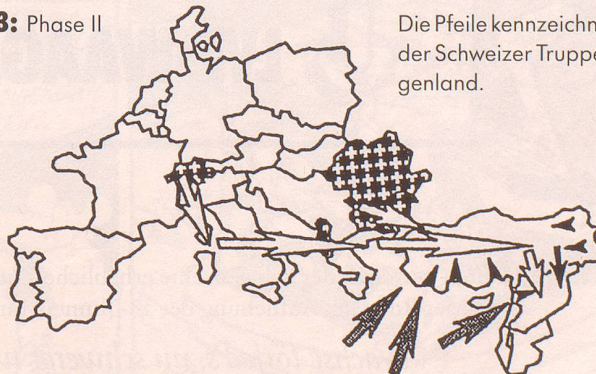 3: Phase II
Die Pfeile kennzeichn
der Schweizer Truppe
genland.